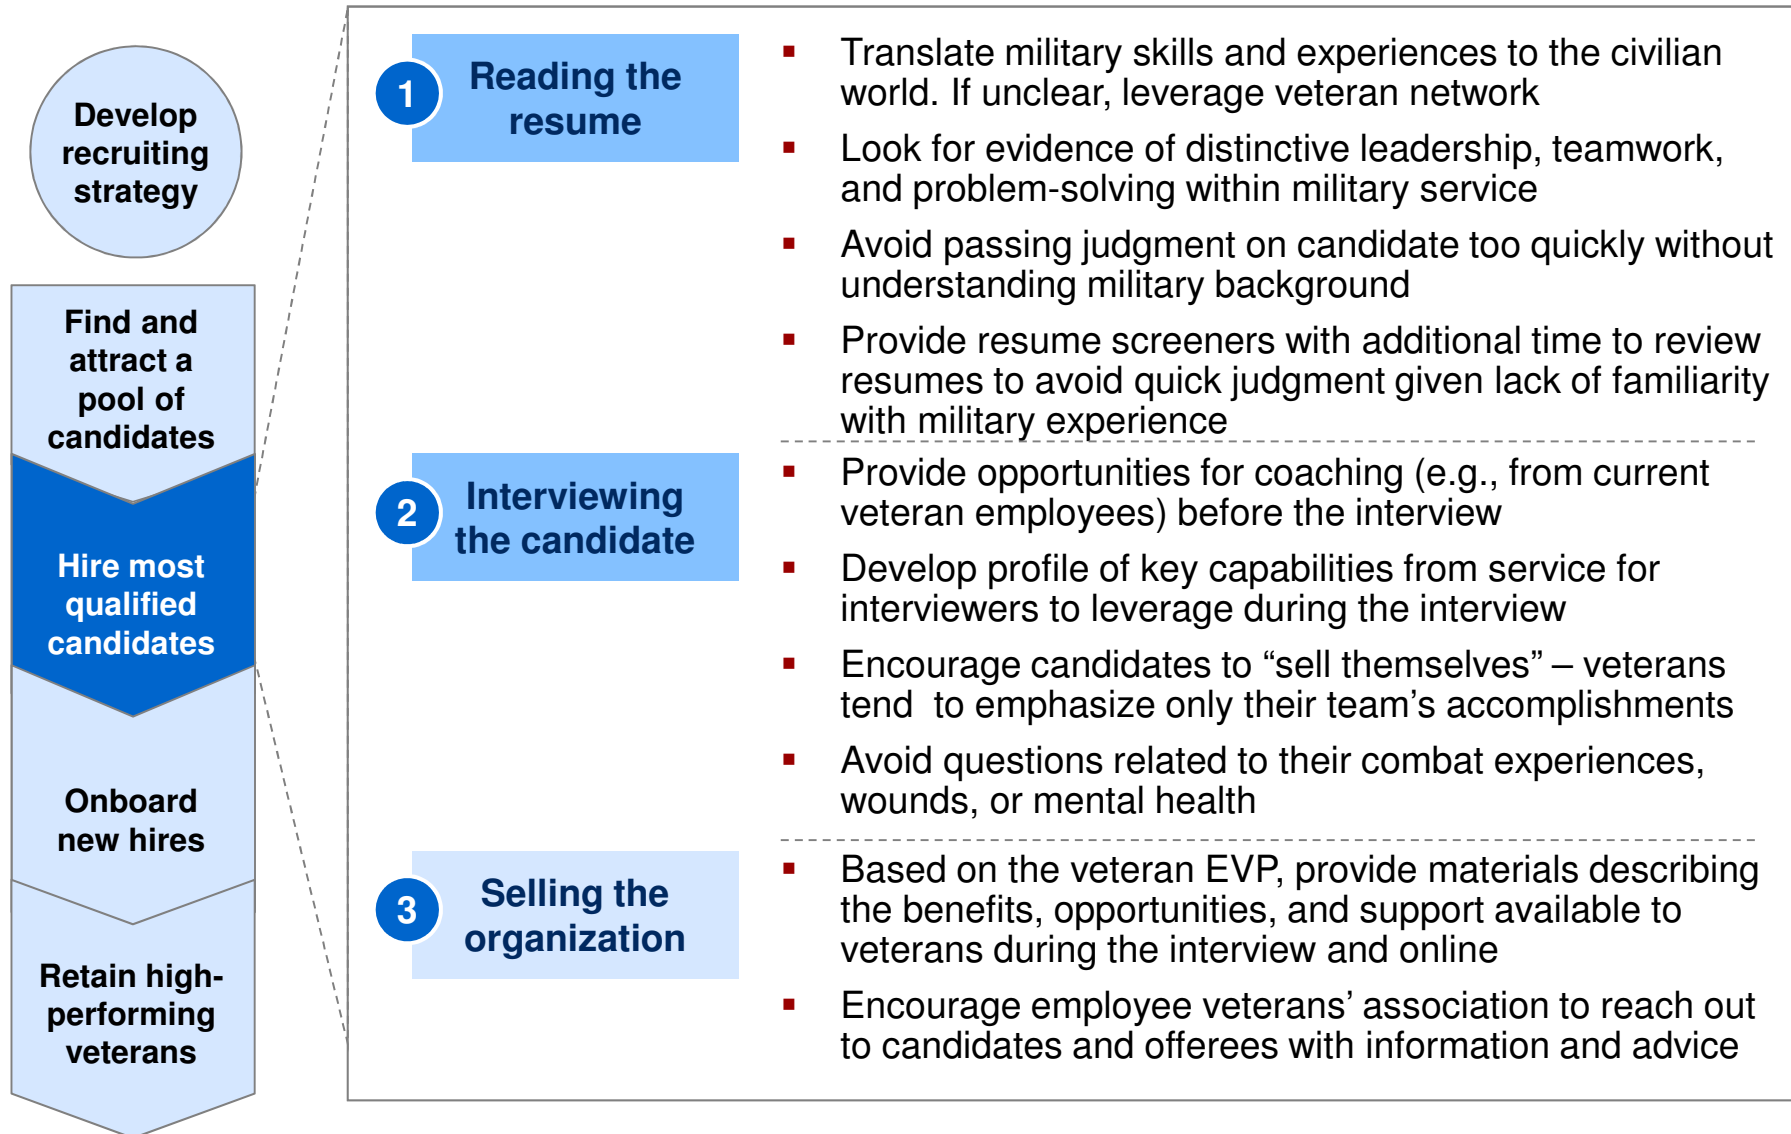 Develop
recruiting
strategy
Find and
attract a
pool of
candidates
Hire most
qualified
candidates
Onboard
new hires
Retain high-
performing
veterans
1
Reading the
resume
▪ Translate military skills and experiences to the civilian
world. If unclear, leverage veteran network
▪ Look for evidence of distinctive leadership, teamwork,
and problem-solving within military service
▪ Avoid passing judgment on candidate too quickly without
understanding military background
▪ Provide resume screeners with additional time to review
resumes to avoid quick judgment given lack of familiarity
with military experience
2
Interviewing
the candidate
▪ Provide opportunities for coaching (e.g., from current
veteran employees) before the interview
▪ Develop profile of key capabilities from service for
interviewers to leverage during the interview
▪ Encourage candidates to “sell themselves” – veterans
tend  to emphasize only their team’s accomplishments
▪ Avoid questions related to their combat experiences,
wounds, or mental health
3
Selling the
organization
▪ Based on the veteran EVP, provide materials describing
the benefits, opportunities, and support available to
veterans during the interview and online
▪ Encourage employee veterans’ association to reach out
to candidates and offerees with information and advice